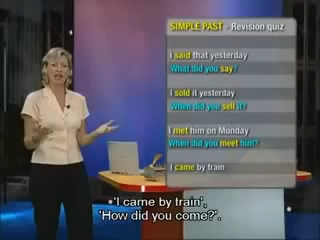 SIMPLE PAST - Revision quiz
I said that yesterday
What did you say?
I sold it yesterday
When did you sell it?
I met him on Monday
When did you meet him?
I came by train
'I came by train',
'How did you come?'.